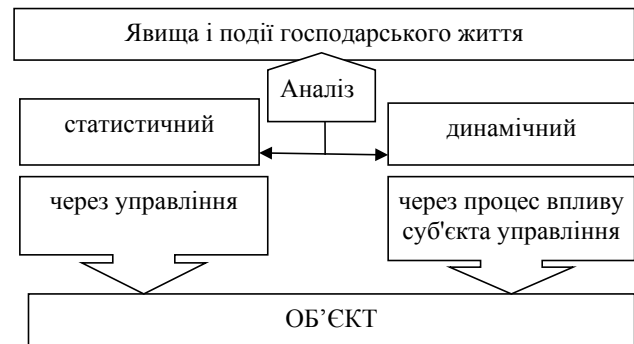 Явища і події господарського життя
Аналіз
статистичний
динамічний
через управління
через процес впливу
суб'єкта управління
ОБ’ЄКТ